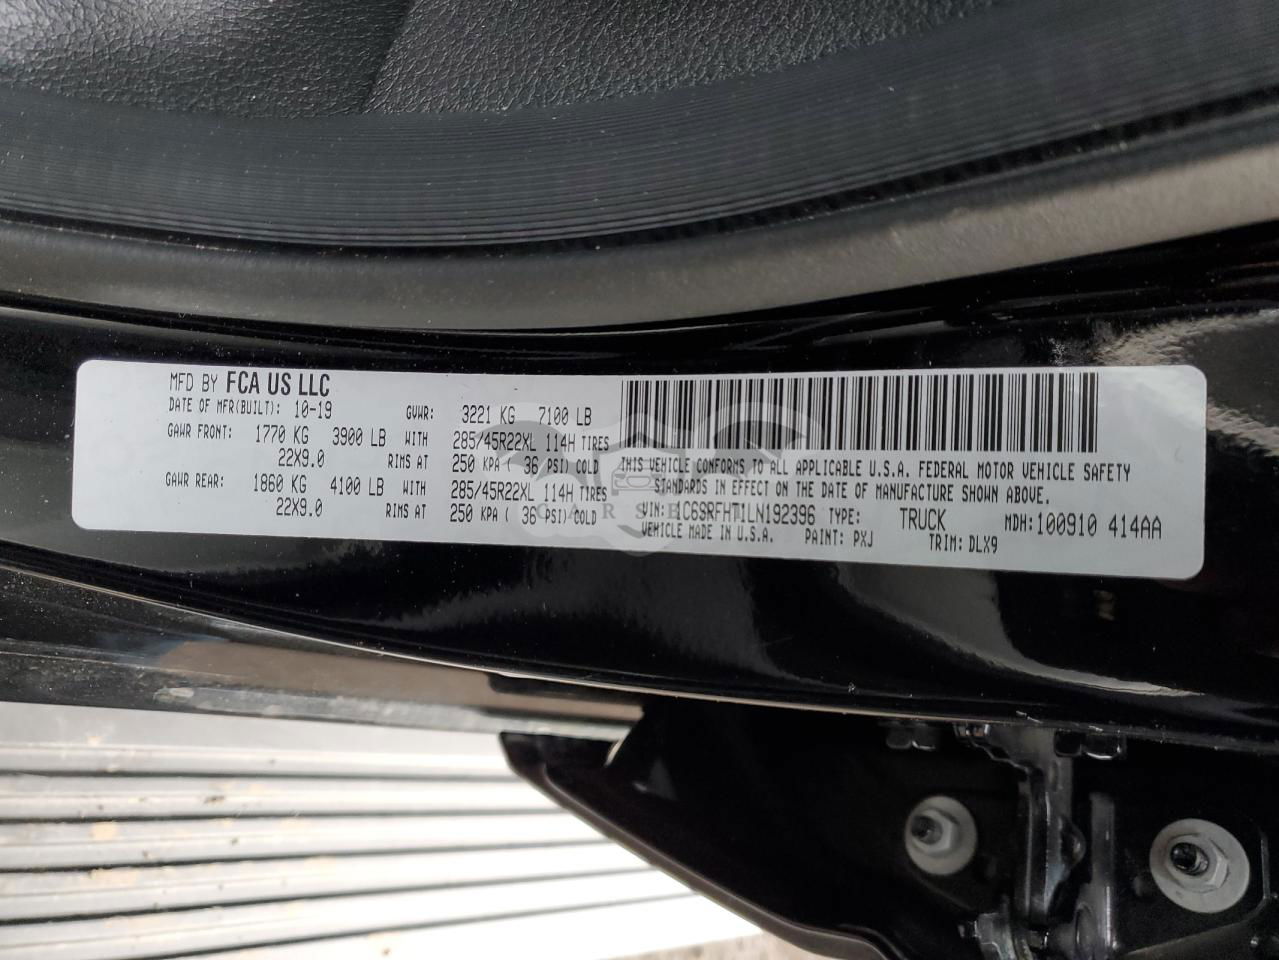 MFD BY FCA US LLC
DATE OF MFR(BUILT): 10-19 GVWR: 3221 KG 7100 LB
GAWR FRONT: 1770 KG 3900 LB WITH 285/45R22XL 114H TIRES
22X9.0 RIMS AT 250 KPA ( 36 PSI) COLD
GAWR REAR: 1860 KG 4100 LB WITH 285/45R22XL 114H TIRES
22X9.0 RIMS AT 250 KPA ( 36 PSI) COLD
THIS VEHICLE CONFORMS TO ALL APPLICABLE U.S.A. FEDERAL MOTOR VEHICLE SAFETY
STANDARDS IN EFFECT ON THE DATE OF MANUFACTURE SHOWN ABOVE.
VIN: 1C6SRFHT1LN192396 TYPE: TRUCK MDH:100910 414AA
VEHICLE MADE IN U.S.A. PAINT: PXJ TRIM: DLX9